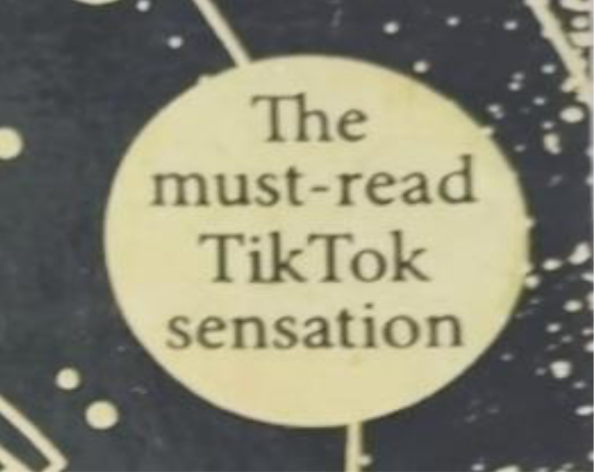 The
must-read
TikTok
sensation